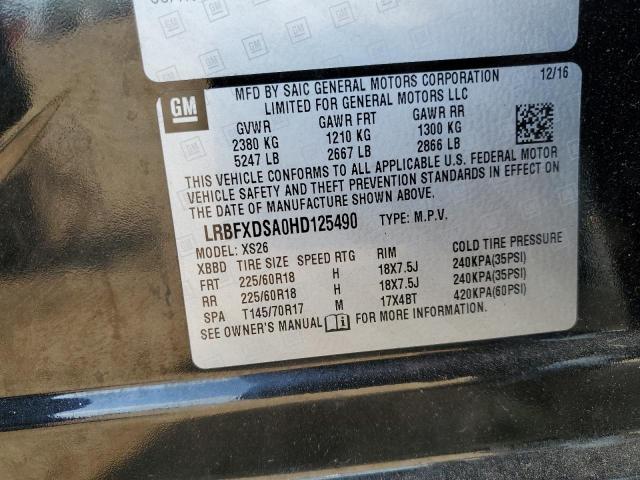 GM
MFD BY SAIC GENERAL MOTORS CORPORATION 12/16
LIMITED FOR GENERAL MOTORS LLC
GVWR GAWR FRT GAWR RR
2380 KG 1210 KG 1300 KG
5247 LB 2667 LB 2866 LB
THIS VEHICLE CONFORMS TO ALL APPLICABLE U.S. FEDERAL MOTOR
VEHICLE SAFETY AND THEFT PREVENTION STANDARDS IN EFFECT ON
THE DATE OF MANUFACTURE SHOWN ABOVE.
LRBFXDSA0HD125490 TYPE: M.P.V.
MODEL: XS26
XBBD TIRE SIZE SPEED RTG RIM COLD TIRE PRESSURE
FRT 225/60R18 H 18X7.5J 240KPA(35PSI)
RR 225/60R18 H 18X7.5J 240KPA(35PSI)
SPA T145/70R17 M 17X4BT 420KPA(60PSI)
SEE OWNER'S MANUAL FOR MORE INFORMATION.